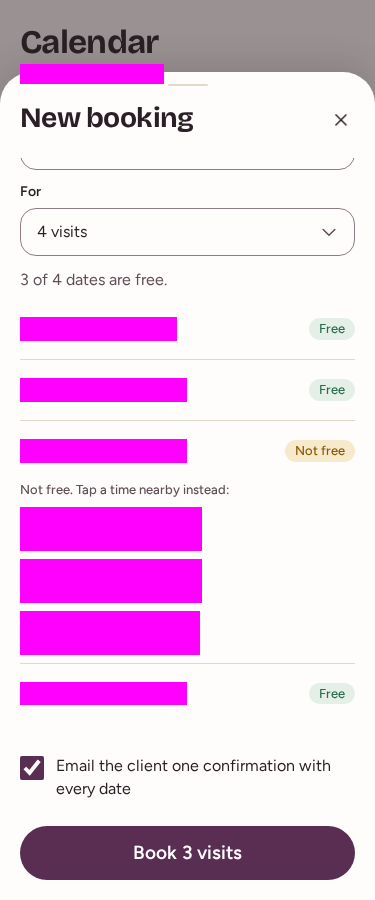 Calendar
New booking
For
4 visits
3 of 4 dates are free.
Free
Free
Not free
Not free. Tap a time nearby instead:
Free
Email the client one confirmation with
every date
Book 3 visits